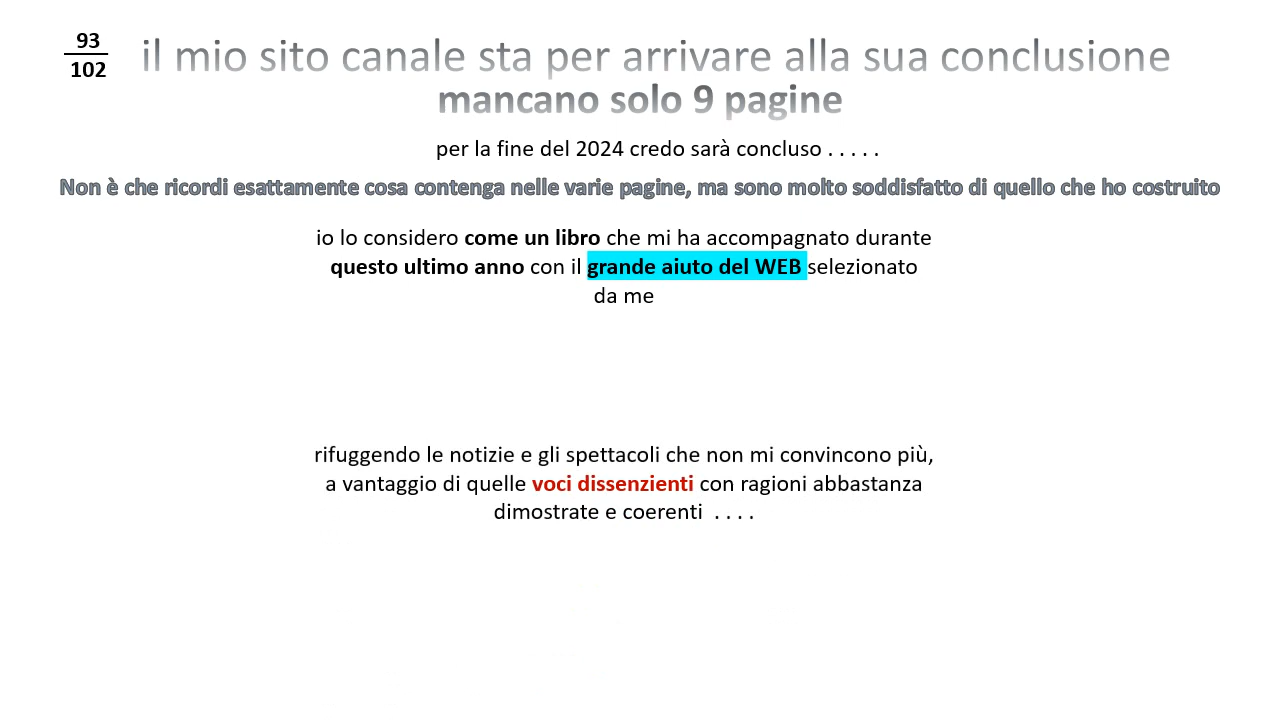 93
102
il mio sito canale sta per arrivare alla sua conclusione
mancano solo 9 pagine
per la fine del 2024 credo sarà concluso . . . . .
Non è che ricordi esattamente cosa contenga nelle varie pagine, ma sono molto soddisfatto di quello che ho costruito
io lo considero come un libro che mi ha accompagnato durante
questo ultimo anno con il grande aiuto del WEB selezionato
da me
rifuggendo le notizie e gli spettacoli che non mi convincono più,
a vantaggio di quelle voci dissenzienti con ragioni abbastanza
dimostrate e coerenti . . . .